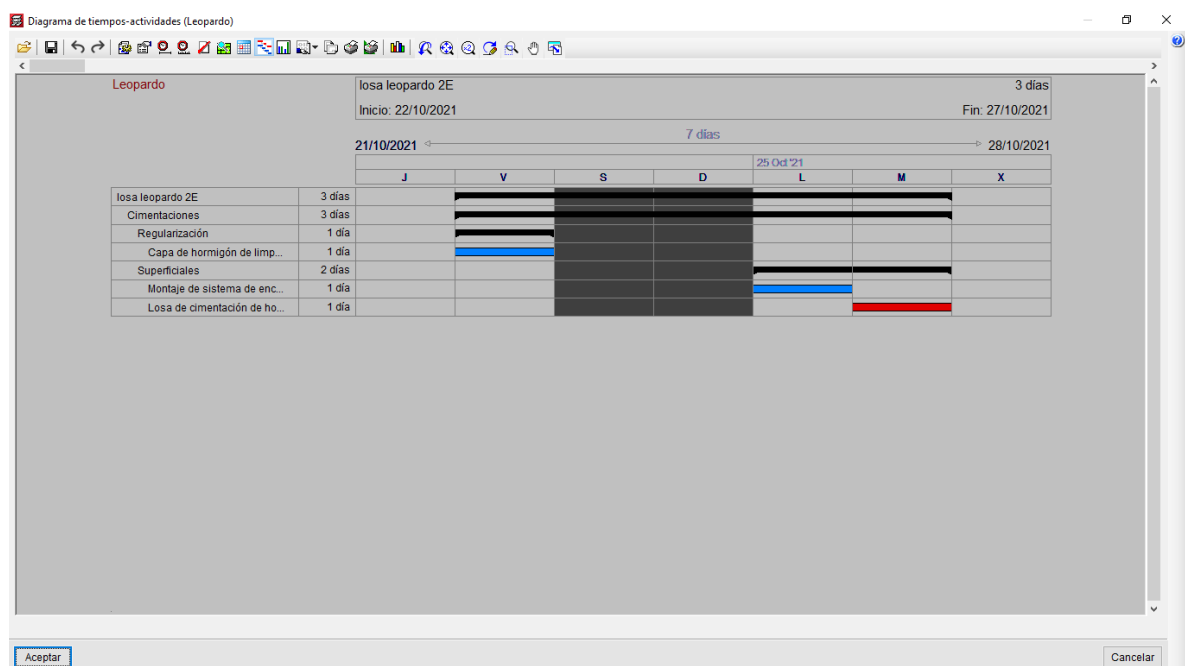 Diagrama de tiempos-actividades (Leopardo)
Leopardo
losa leopardo 2E 3 días
Inicio: 22/10/2021 Fin: 27/10/2021
7 días
21/10/2021 28/10/2021
25 Oct '21
J V S D L M X
losa leopardo 2E 3 días
Cimentaciones 3 días
Regularización 1 día
Capa de hormigón de limp... 1 día
Superficiales 2 días
Montaje de sistema de enc... 1 día
Losa de cimentación de ho... 1 día
Aceptar Cancelar